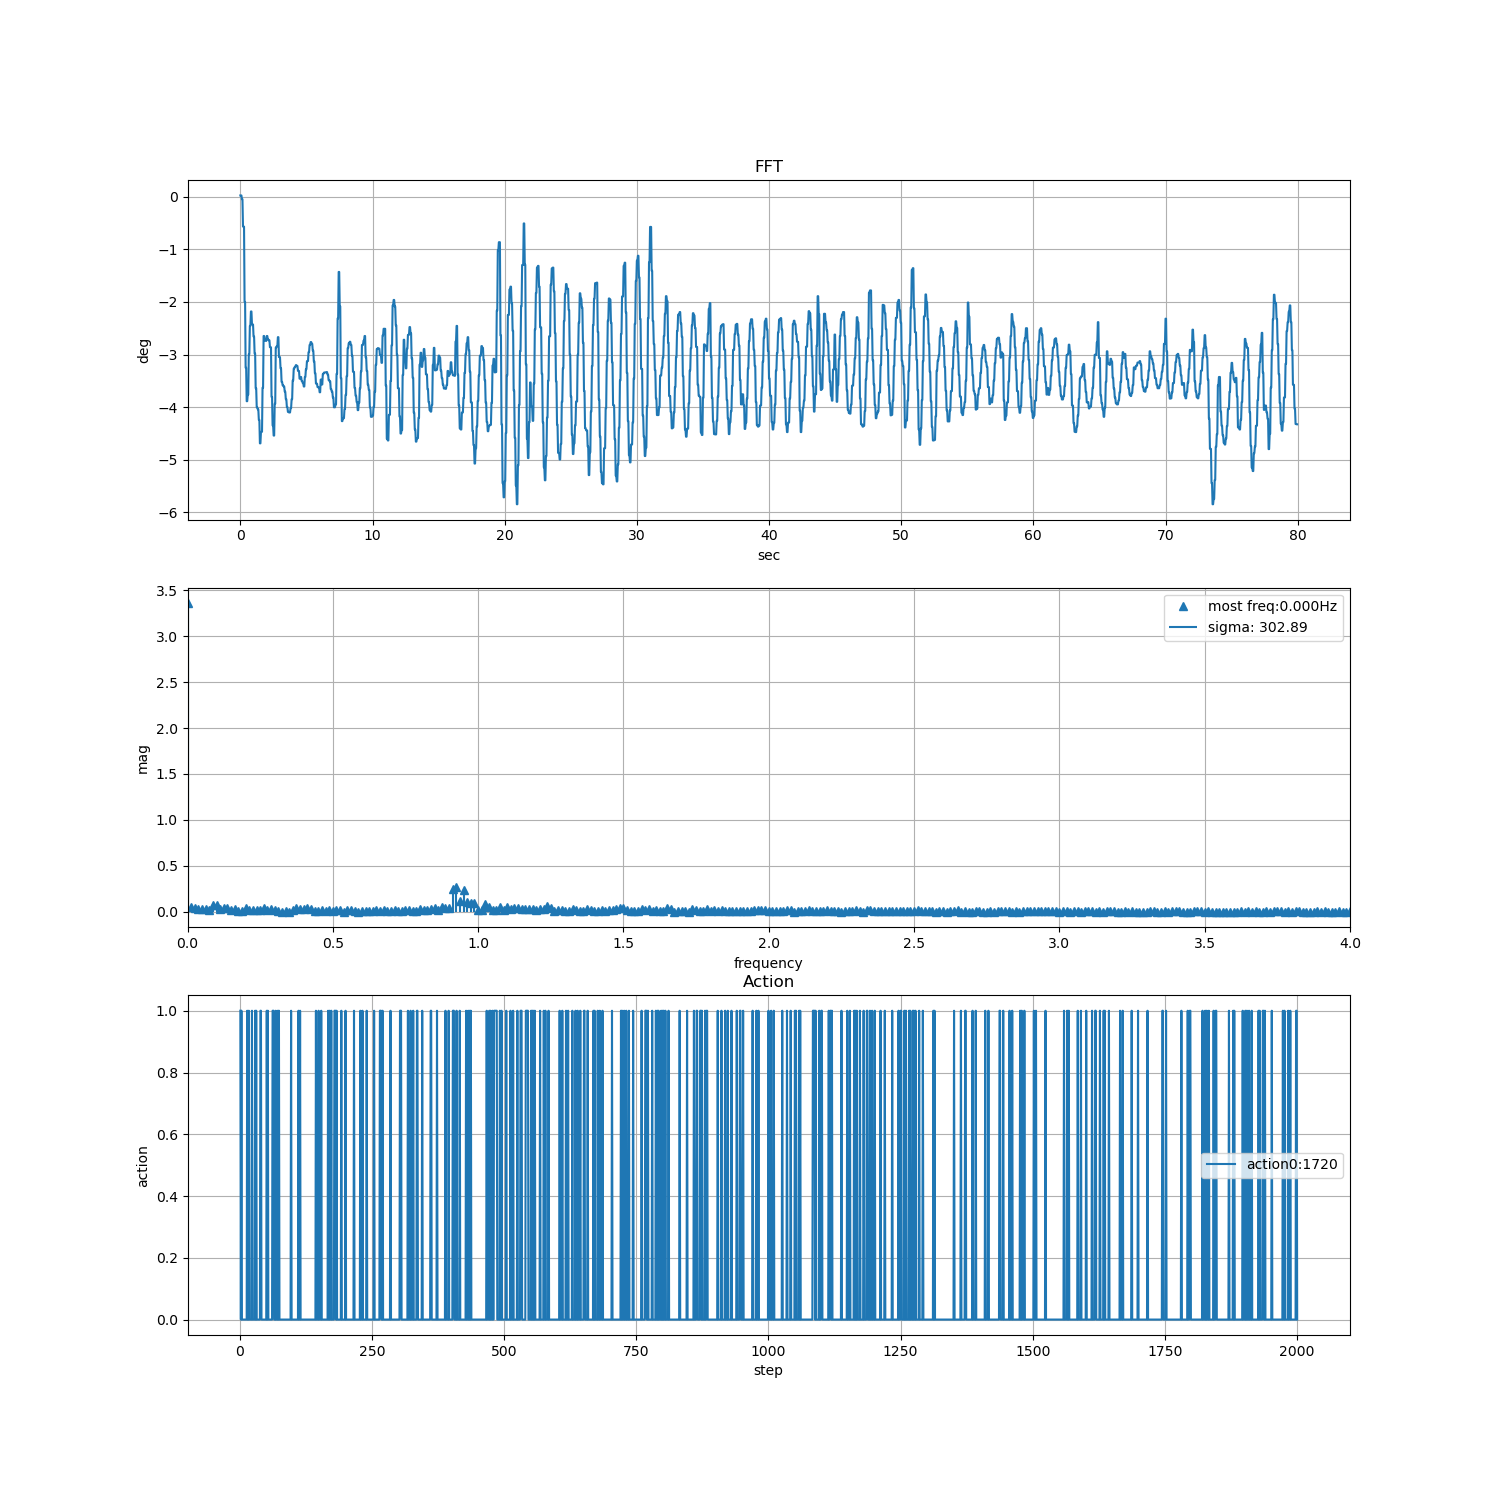 FFT
0
−1
−2
−3
−4
−5
−6
deg
0 10 20 30 40 50 60 70 80
sec
3.5
3.0
2.5
2.0
1.5
1.0
0.5
0.0
mag
most freq:0.000Hz
sigma: 302.89
0.0 0.5 1.0 1.5 2.0 2.5 3.0 3.5 4.0
frequency
Action
1.0
0.8
0.6
0.4
0.2
0.0
action
action0:1720
0 250 500 750 1000 1250 1500 1750 2000
step